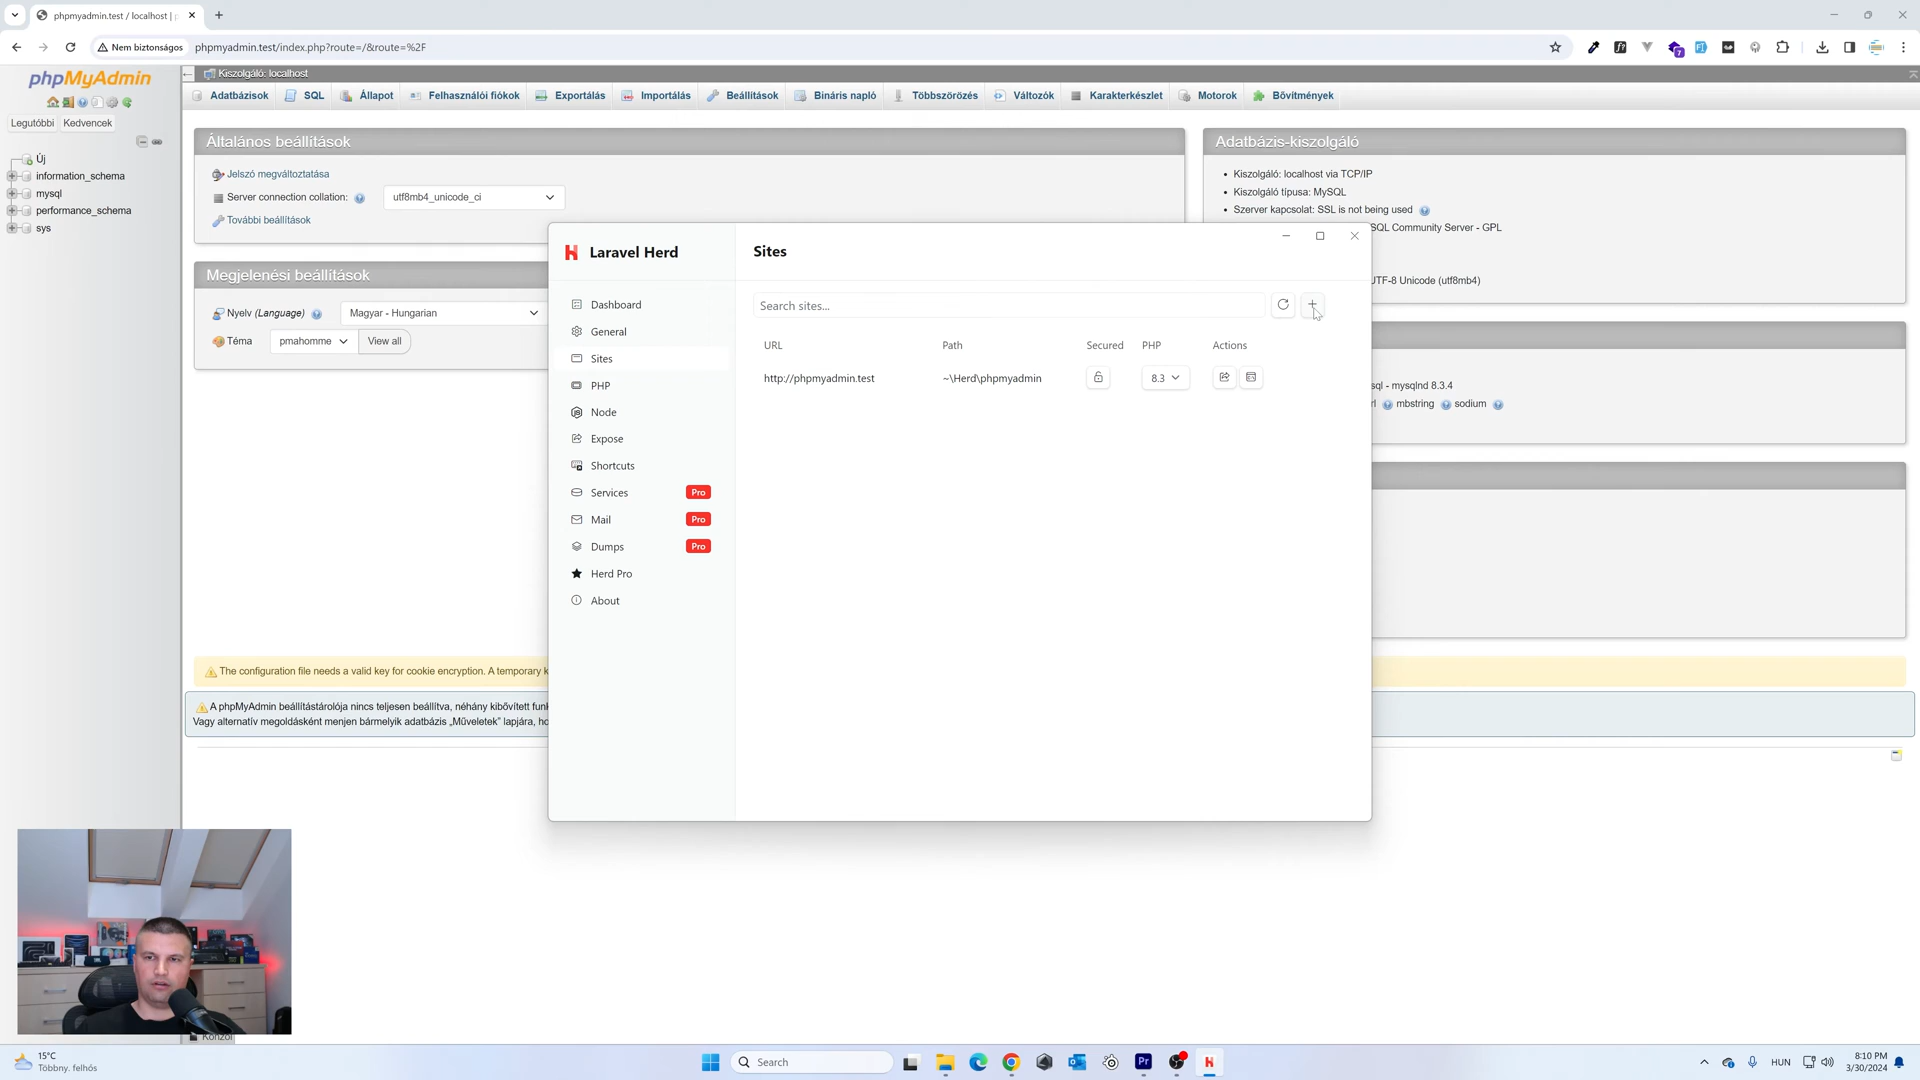 phpmyadmin.test / localhost | p
Nem biztonságos
phpmyadmin.test/index.php?route=/&route=%2F
7
phpMyAdmin
Legutóbbi
Kedvencek
Új
information_schema
mysql
performance_schema
sys
Kiszolgáló: localhost
Adatbázisok
SQL
Állapot
Felhasználói fiókok
Exportálás
Importálás
Beállítások
Bináris napló
Többszörözés
Változók
Karakterkészlet
Motorok
Bővítmények
Általános beállítások
Jelszó megváltoztatása
Server connection collation:
utf8mb4_unicode_ci
További beállítások
Megjelenési beállítások
Nyelv (Language)
Magyar - Hungarian
Téma
pmahomme
View all
Adatbázis-kiszolgáló
Kiszolgáló: localhost via TCP/IP
Kiszolgáló típusa: MySQL
Szerver kapcsolat: SSL is not being used
SQL Community Server - GPL
UTF-8 Unicode (utf8mb4)
sql - mysqlnd 8.3.4
rl
mbstring
sodium
Laravel Herd
Dashboard
General
Sites
PHP
Node
Expose
Shortcuts
Services
Pro
Mail
Pro
Dumps
Pro
Herd Pro
About
Sites
Search sites...
URL
Path
Secured
PHP
Actions
http://phpmyadmin.test
~\Herd\phpmyadmin
8.3
The configuration file needs a valid key for cookie encryption. A temporary k
A phpMyAdmin beállítástárolója nincs teljesen beállítva, néhány kibővített funk
Vagy alternatív megoldásként menjen bármelyik adatbázis „Műveletek” lapjára, ho
Konzol
15°C
Többny. felhős
Search
Pr
HUN
8:10 PM
3/30/2024